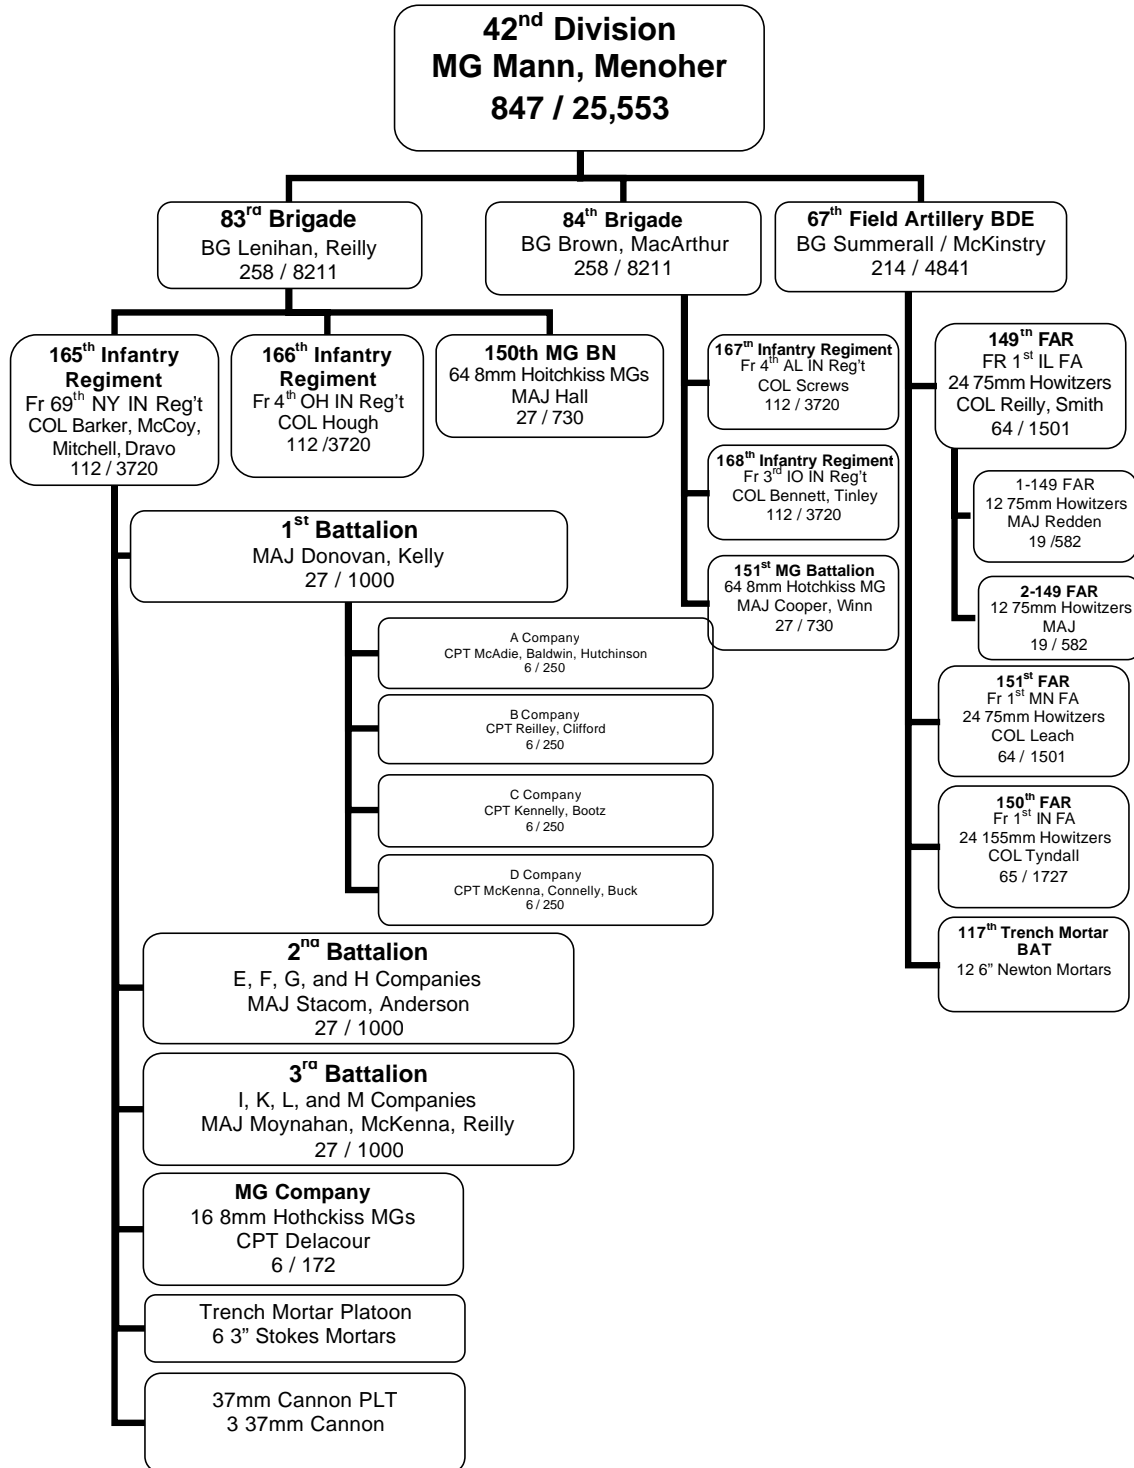 42nd Division
MG Mann, Menoher
847 / 25,553
83rd Brigade
BG Lenihan, Reilly
258 / 8211
84th Brigade
BG Brown, MacArthur
258 / 8211
67th Field Artillery BDE
BG Summerall / McKinstry
214 / 4841
165th Infantry
Regiment
Fr 69th NY IN Reg't
COL Barker, McCoy,
Mitchell, Dravo
112 / 3720
166th Infantry
Regiment
Fr 4th OH IN Reg't
COL Hough
112 /3720
150th MG BN
64 8mm Hoitchkiss MGs
MAJ Hall
27 / 730
167th Infantry Regiment
Fr 4th AL IN Reg't
COL Screws
112 / 3720
168th Infantry Regiment
Fr 3rd IO IN Reg't
COL Bennett, Tinley
112 / 3720
151st MG Battalion
64 8mm Hotchkiss MG
MAJ Cooper, Winn
27 / 730
149th FAR
FR 1st IL FA
24 75mm Howitzers
COL Reilly, Smith
64 / 1501
1-149 FAR
12 75mm Howitzers
MAJ Redden
19 /582
2-149 FAR
12 75mm Howitzers
MAJ
19 / 582
151st FAR
Fr 1st MN FA
24 75mm Howitzers
COL Leach
64 / 1501
150th FAR
Fr 1st IN FA
24 155mm Howitzers
COL Tyndall
65 / 1727
117th Trench Mortar
BAT
12 6” Newton Mortars
1st Battalion
MAJ Donovan, Kelly
27 / 1000
A Company
CPT McAdie, Baldwin, Hutchinson
6 / 250
B Company
CPT Reilley, Clifford
6 / 250
C Company
CPT Kennelly, Bootz
6 / 250
D Company
CPT McKenna, Connelly, Buck
6 / 250
2nd Battalion
E, F, G, and H Companies
MAJ Stacom, Anderson
27 / 1000
3rd Battalion
I, K, L, and M Companies
MAJ Moynahan, McKenna, Reilly
27 / 1000
MG Company
16 8mm Hothckiss MGs
CPT Delacour
6 / 172
Trench Mortar Platoon
6 3” Stokes Mortars
37mm Cannon PLT
3 37mm Cannon